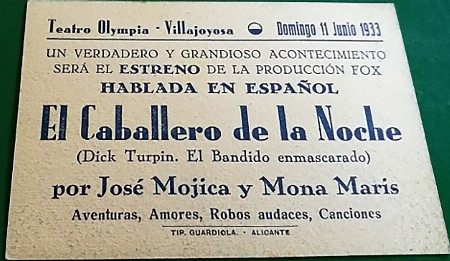 Teatro Olympia - Villajoyosa Domingo 11 Junio 1933
UN VERDADERO Y GRANDIOSO ACONTECIMIENTO
SERÁ EL ESTRENO DE LA PRODUCCIÓN FOX
HABLADA EN ESPAÑOL
El Caballero de la Noche
(Dick Turpin. El Bandido enmascarado)
por José Mojica y Mona Maris
Aventuras, Amores, Robos audaces, Canciones
TIP. GUARDIOLA. - ALICANTE